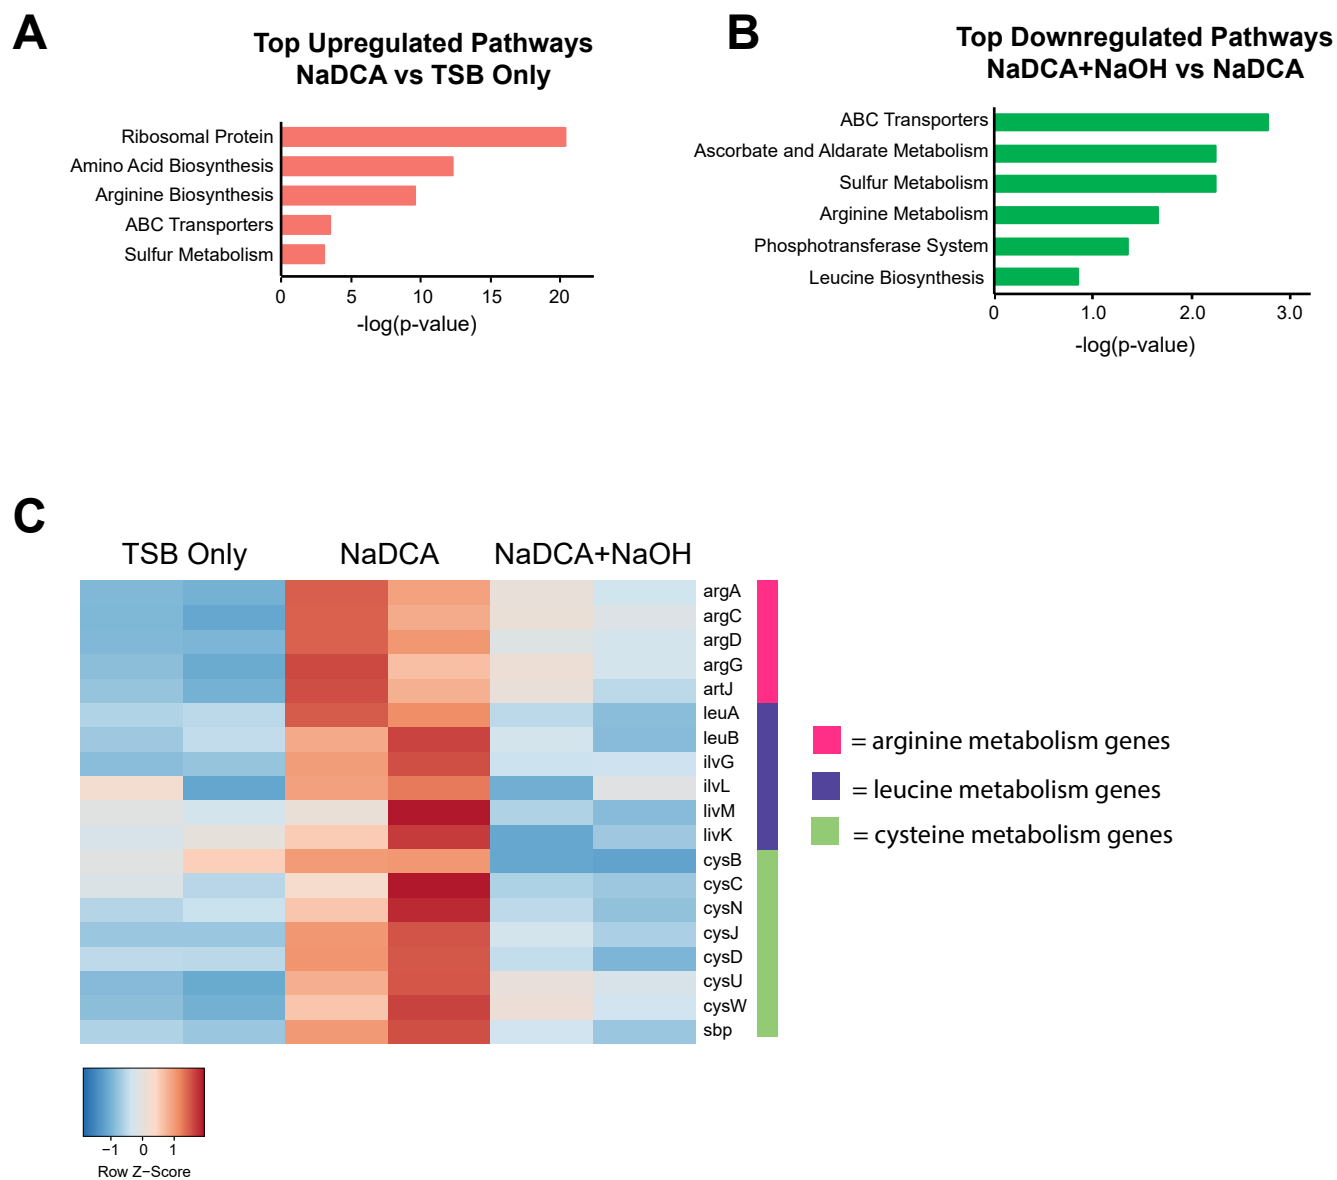 A
Top Upregulated Pathways
NaDCA vs TSB Only
Ribosomal Protein
Amino Acid Biosynthesis
Arginine Biosynthesis
ABC Transporters
Sulfur Metabolism
0 5 10 15 20
-log(p-value)
B
Top Downregulated Pathways
NaDCA+NaOH vs NaDCA
ABC Transporters
Ascorbate and Aldarate Metabolism
Sulfur Metabolism
Arginine Metabolism
Phosphotransferase System
Leucine Biosynthesis
0 1.0 2.0 3.0
-log(p-value)
C
TSB Only NaDCA NaDCA+NaOH
argA
argC
argD
argG
artJ
leuA
leuB
ilvG
ilvL
livM
livK
cysB
cysC
cysN
cysJ
cysD
cysU
cysW
sbp
= arginine metabolism genes
= leucine metabolism genes
= cysteine metabolism genes
−1 0 1
Row Z−Score